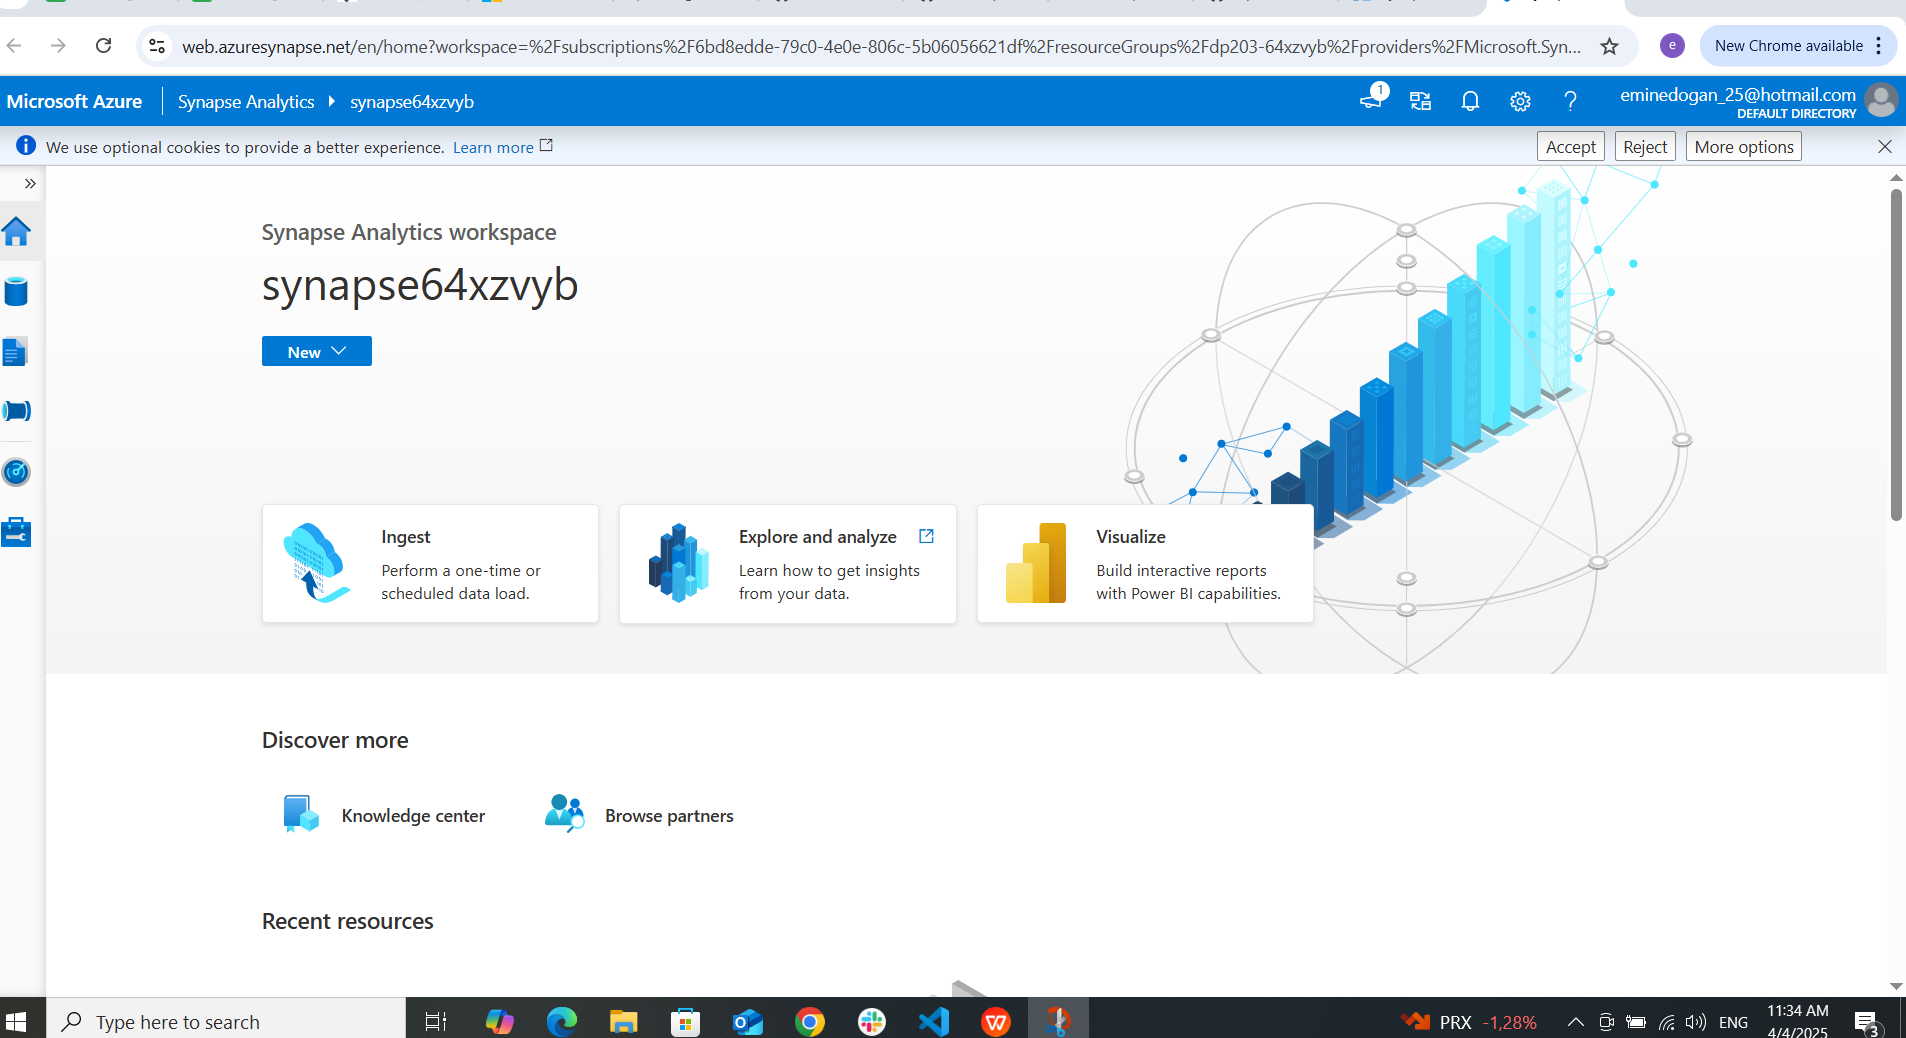 web.azuresynapse.net/en/home?workspace=%2Fsubscriptions%2F6bd8edde-79c0-4e0e-806c-5b06056621df%2FresourceGroups%2Fdp203-64xzvyb%2Fproviders%2FMicrosoft.Syn...
e
New Chrome available
Microsoft Azure
Synapse Analytics
synapse64xzvyb
1
eminedogan_25@hotmail.com
DEFAULT DIRECTORY
We use optional cookies to provide a better experience. Learn more
Accept
Reject
More options
Synapse Analytics workspace
synapse64xzvyb
New
Ingest
Perform a one-time or
scheduled data load.
Explore and analyze
Learn how to get insights
from your data.
Visualize
Build interactive reports
with Power BI capabilities.
Discover more
Knowledge center
Browse partners
Recent resources
Type here to search
PRX -1,28%
ENG
11:34 AM
4/4/2025
3